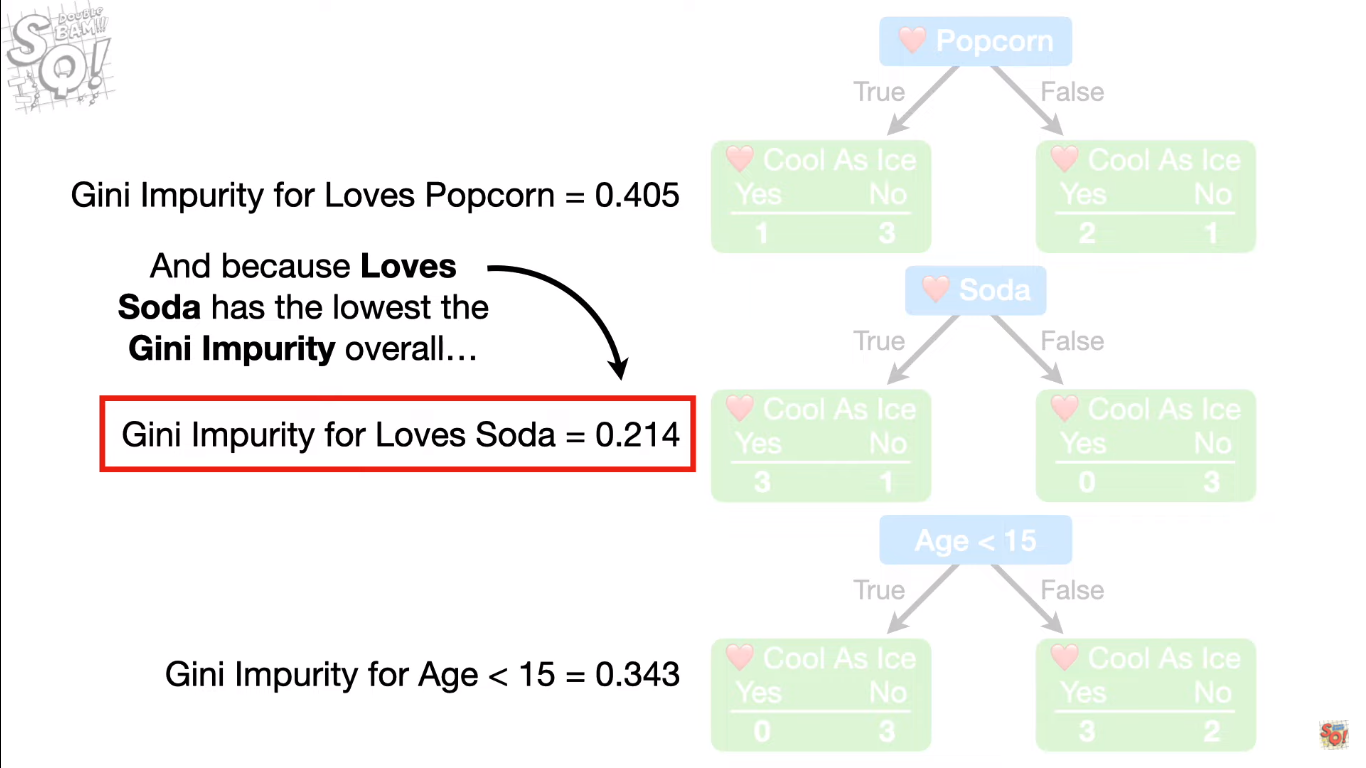 DOUBLE
BAM!!!
SQ!
❤️ Popcorn
True False
❤️ Cool As Ice ❤️ Cool As Ice
Yes No Yes No
1 3 2 1
Gini Impurity for Loves Popcorn = 0.405
And because Loves
Soda has the lowest the
Gini Impurity overall…
❤️ Soda
True False
❤️ Cool As Ice ❤️ Cool As Ice
Yes No Yes No
3 1 0 3
Gini Impurity for Loves Soda = 0.214
Age < 15
True False
❤️ Cool As Ice ❤️ Cool As Ice
Yes No Yes No
0 3 3 2
Gini Impurity for Age < 15 = 0.343
SQ!